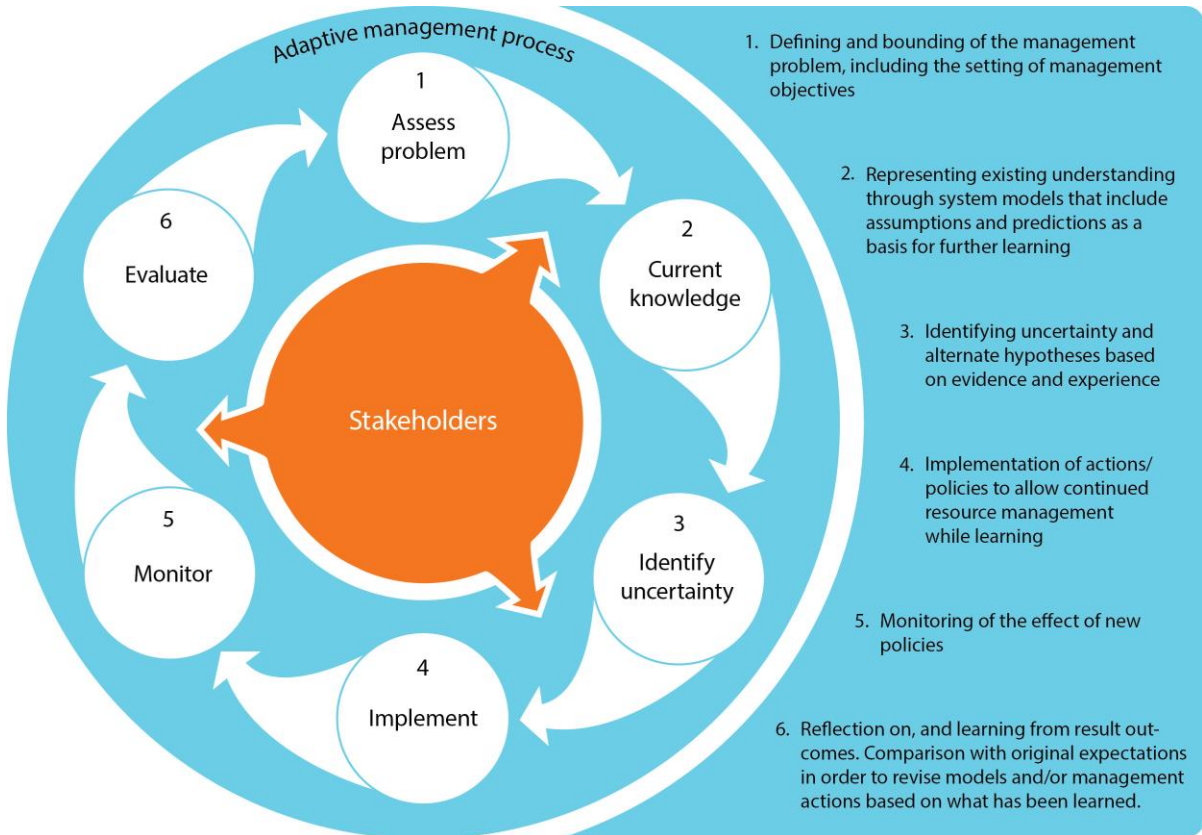 Adaptive management process
1
Assess
problem
2
Current
knowledge
3
Identify
uncertainty
4
Implement
5
Monitor
6
Evaluate
Stakeholders
1. Defining and bounding of the management
problem, including the setting of management
objectives
2. Representing existing understanding
through system models that include
assumptions and predictions as a
basis for further learning
3. Identifying uncertainty and
alternate hypotheses based
on evidence and experience
4. Implementation of actions/
policies to allow continued
resource management
while learning
5. Monitoring of the effect of new
policies
6. Reflection on, and learning from result out-
comes. Comparison with original expectations
in order to revise models and/or management
actions based on what has been learned.